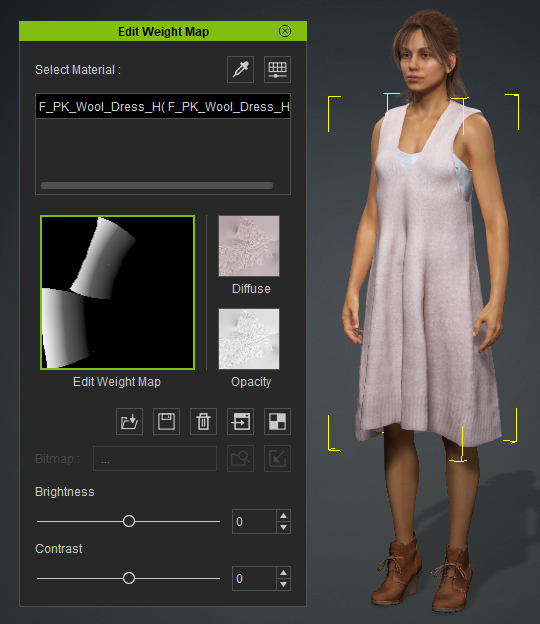 Edit Weight Map
Select Material :
F_PK_Wool_Dress_H( F_PK_Wool_Dress_H
Diffuse
Edit Weight Map
Opacity
Bitmap :
...
Brightness
0
Contrast
0